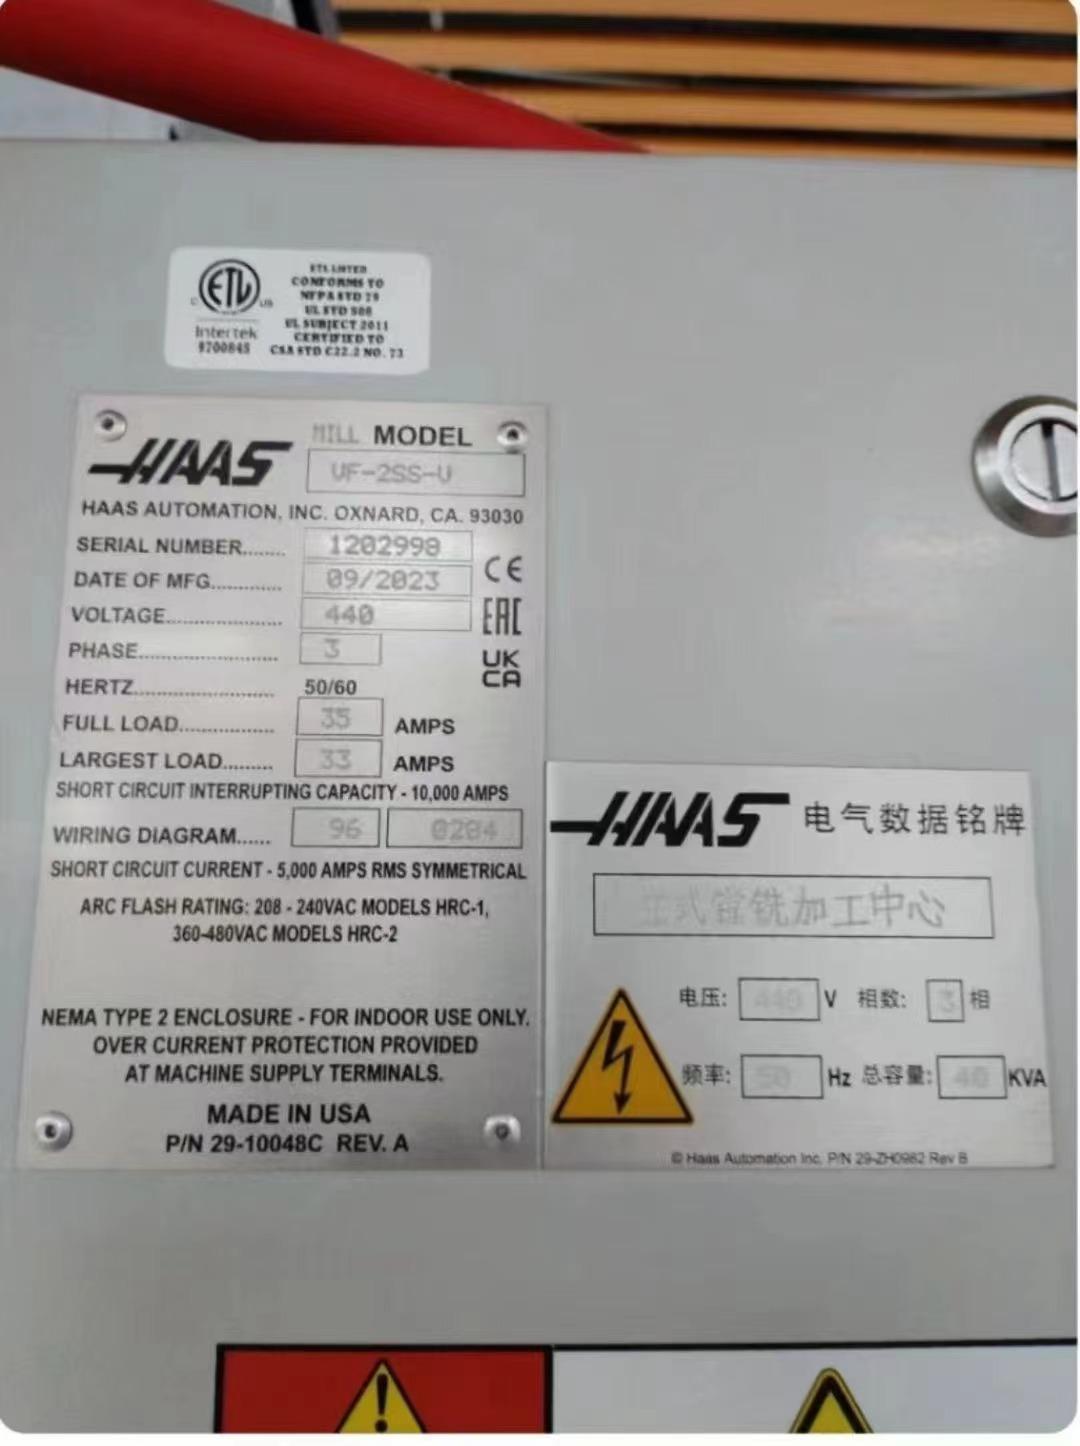 ETL LISTED
CONFORMS TO
NFPA STD 79
UL STD 508
UL SUBJECT 2011
CERTIFIED TO
CSA STD C22.2 NO. 73
C ETL US
Intertek
9700845
HAAS
MILL MODEL
VF-2SS-V
HAAS AUTOMATION, INC. OXNARD, CA. 93030
SERIAL NUMBER....... 1202998
DATE OF MFG............ 09/2023
VOLTAGE.................... 440
PHASE........................ 3
HERTZ........................ 50/60
FULL LOAD................ 35 AMPS
LARGEST LOAD......... 33 AMPS
SHORT CIRCUIT INTERRUPTING CAPACITY - 10,000 AMPS
WIRING DIAGRAM...... 96 0284
SHORT CIRCUIT CURRENT - 5,000 AMPS RMS SYMMETRICAL
ARC FLASH RATING: 208 - 240VAC MODELS HRC-1,
360-480VAC MODELS HRC-2
NEMA TYPE 2 ENCLOSURE - FOR INDOOR USE ONLY.
OVER CURRENT PROTECTION PROVIDED
AT MACHINE SUPPLY TERMINALS.
MADE IN USA
P/N 29-10048C REV. A
CE
EAC
UK
CA
HAAS 电气数据铭牌
立式镗铣加工中心
电压: 440 V 相数: 3 相
频率: 50 Hz 总容量: 40 KVA
© Haas Automation Inc. P/N 29-ZH0982 Rev B